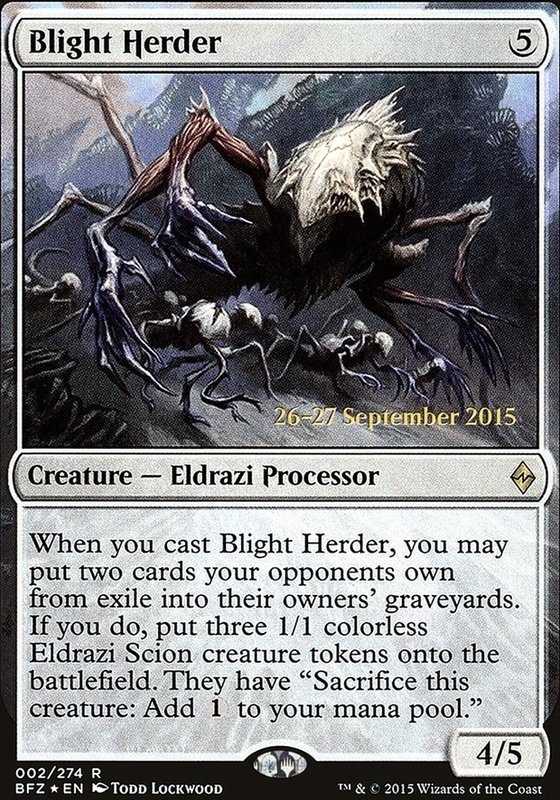 Blight Herder 5
26–27 September 2015
Creature — Eldrazi Processor
When you cast Blight Herder, you may
put two cards your opponents own
from exile into their owners’ graveyards.
If you do, put three 1/1 colorless
Eldrazi Scion creature tokens onto the
battlefield. They have “Sacrifice this
creature: Add 1 to your mana pool.”
4/5
002/274 R
BFZ ★ EN Todd Lockwood
™ & © 2015 Wizards of the Coast